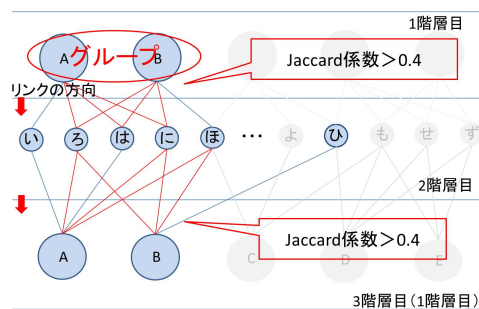 1階層目
A グループ B
Jaccard係数>0.4
リンクの方向
い ろ は に ほ ・・・ よ ひ も せ ず
2階層目
Jaccard係数>0.4
A B C D E
3階層目(1階層目)